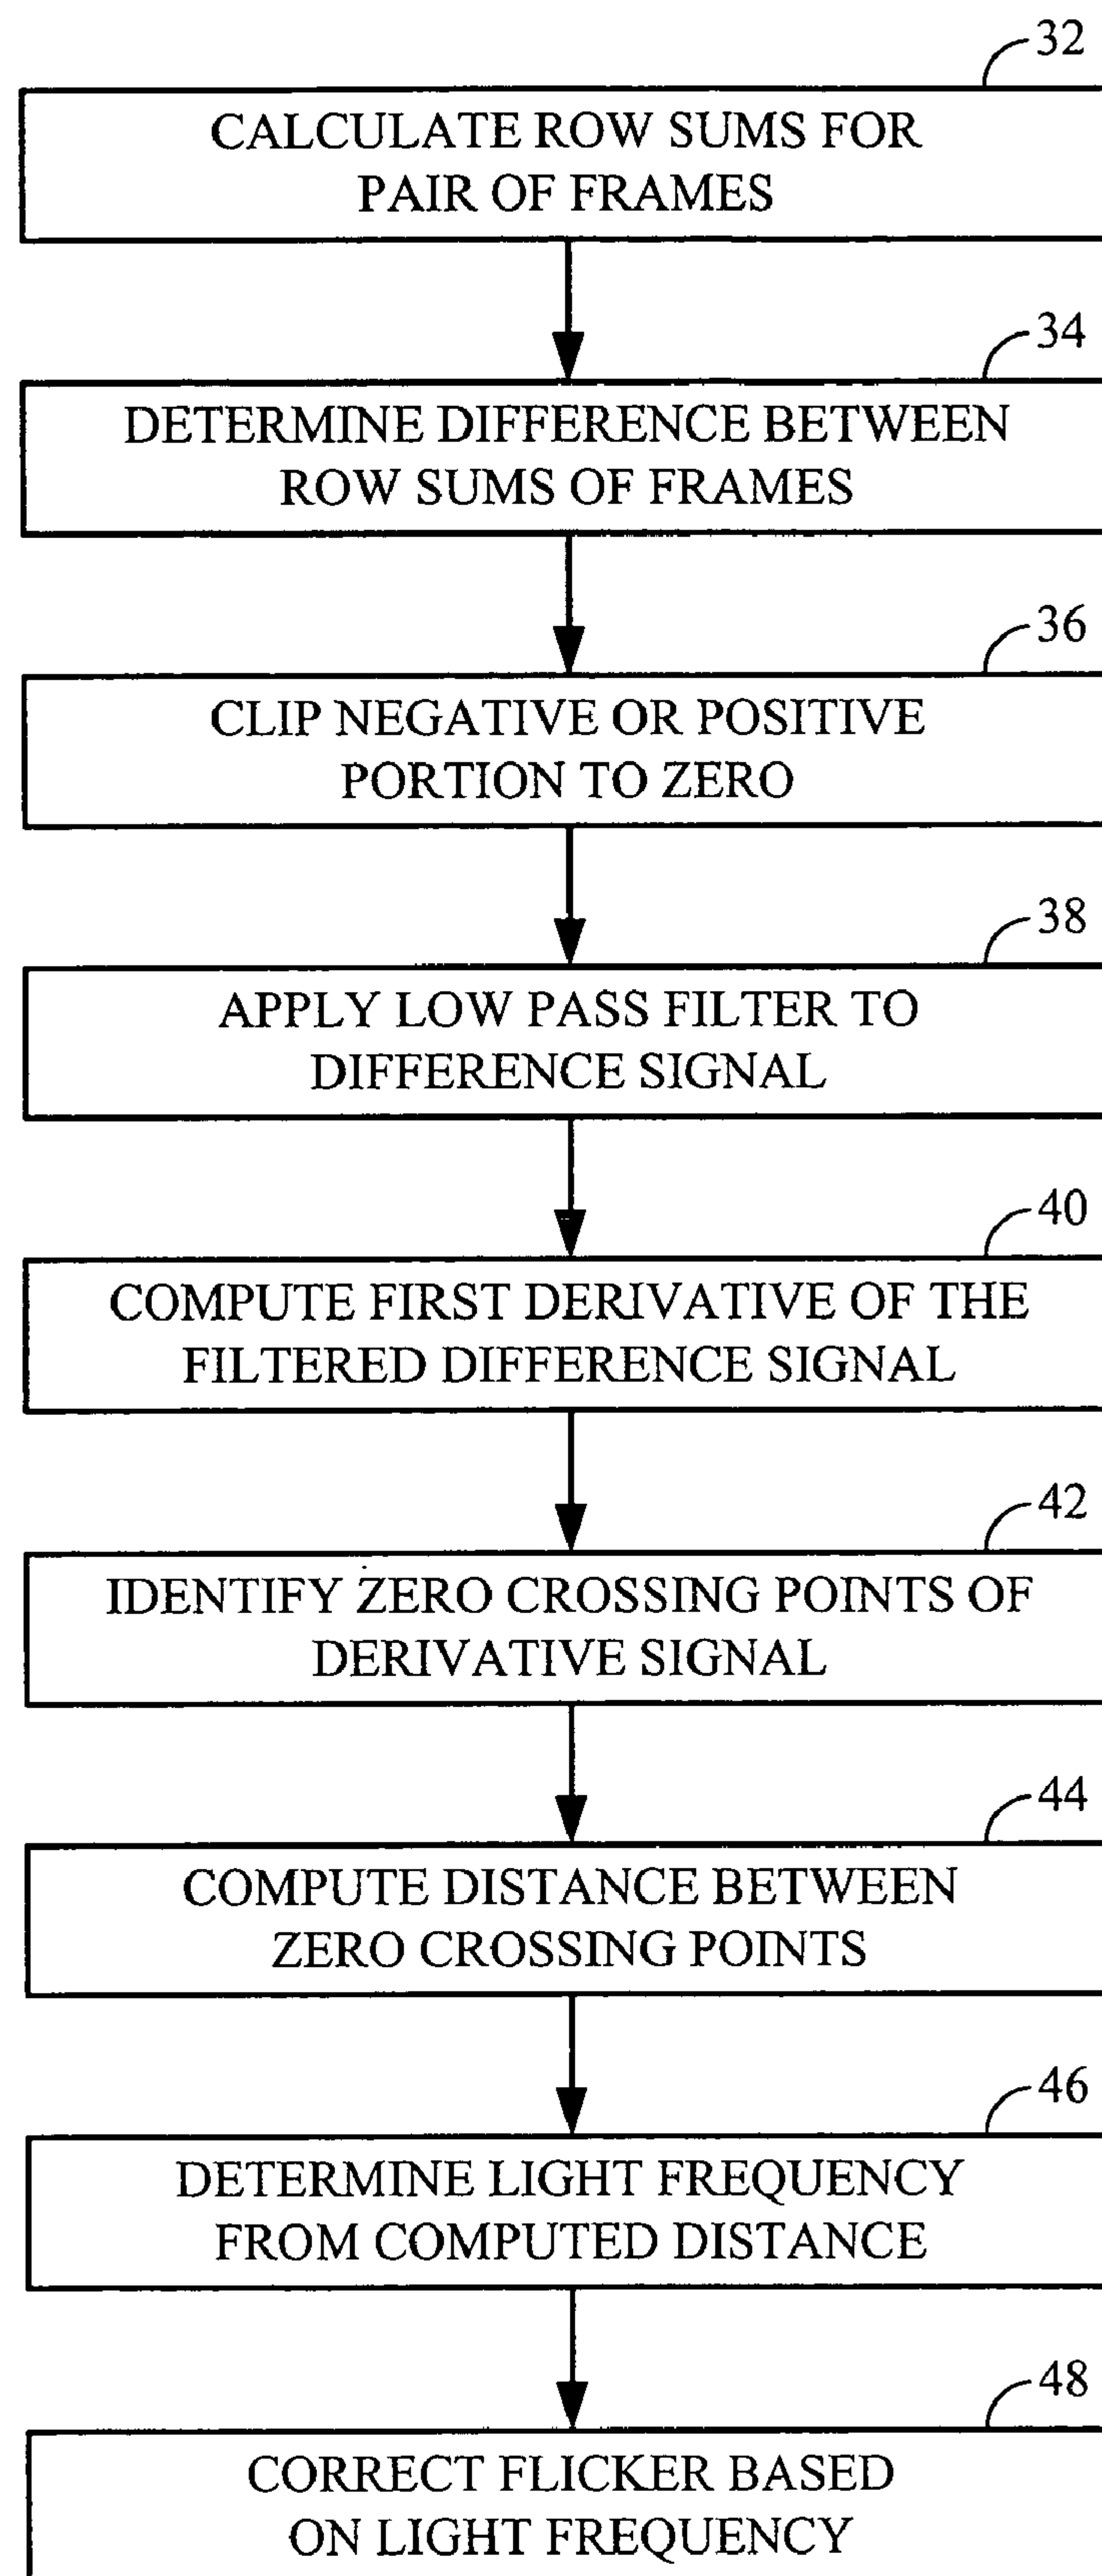 32
CALCULATE ROW SUMS FOR
PAIR OF FRAMES
34
DETERMINE DIFFERENCE BETWEEN
ROW SUMS OF FRAMES
36
CLIP NEGATIVE OR POSITIVE
PORTION TO ZERO
38
APPLY LOW PASS FILTER TO
DIFFERENCE SIGNAL
40
COMPUTE FIRST DERIVATIVE OF THE
FILTERED DIFFERENCE SIGNAL
42
IDENTIFY ZERO CROSSING POINTS OF
DERIVATIVE SIGNAL
44
COMPUTE DISTANCE BETWEEN
ZERO CROSSING POINTS
46
DETERMINE LIGHT FREQUENCY
FROM COMPUTED DISTANCE
48
CORRECT FLICKER BASED
ON LIGHT FREQUENCY